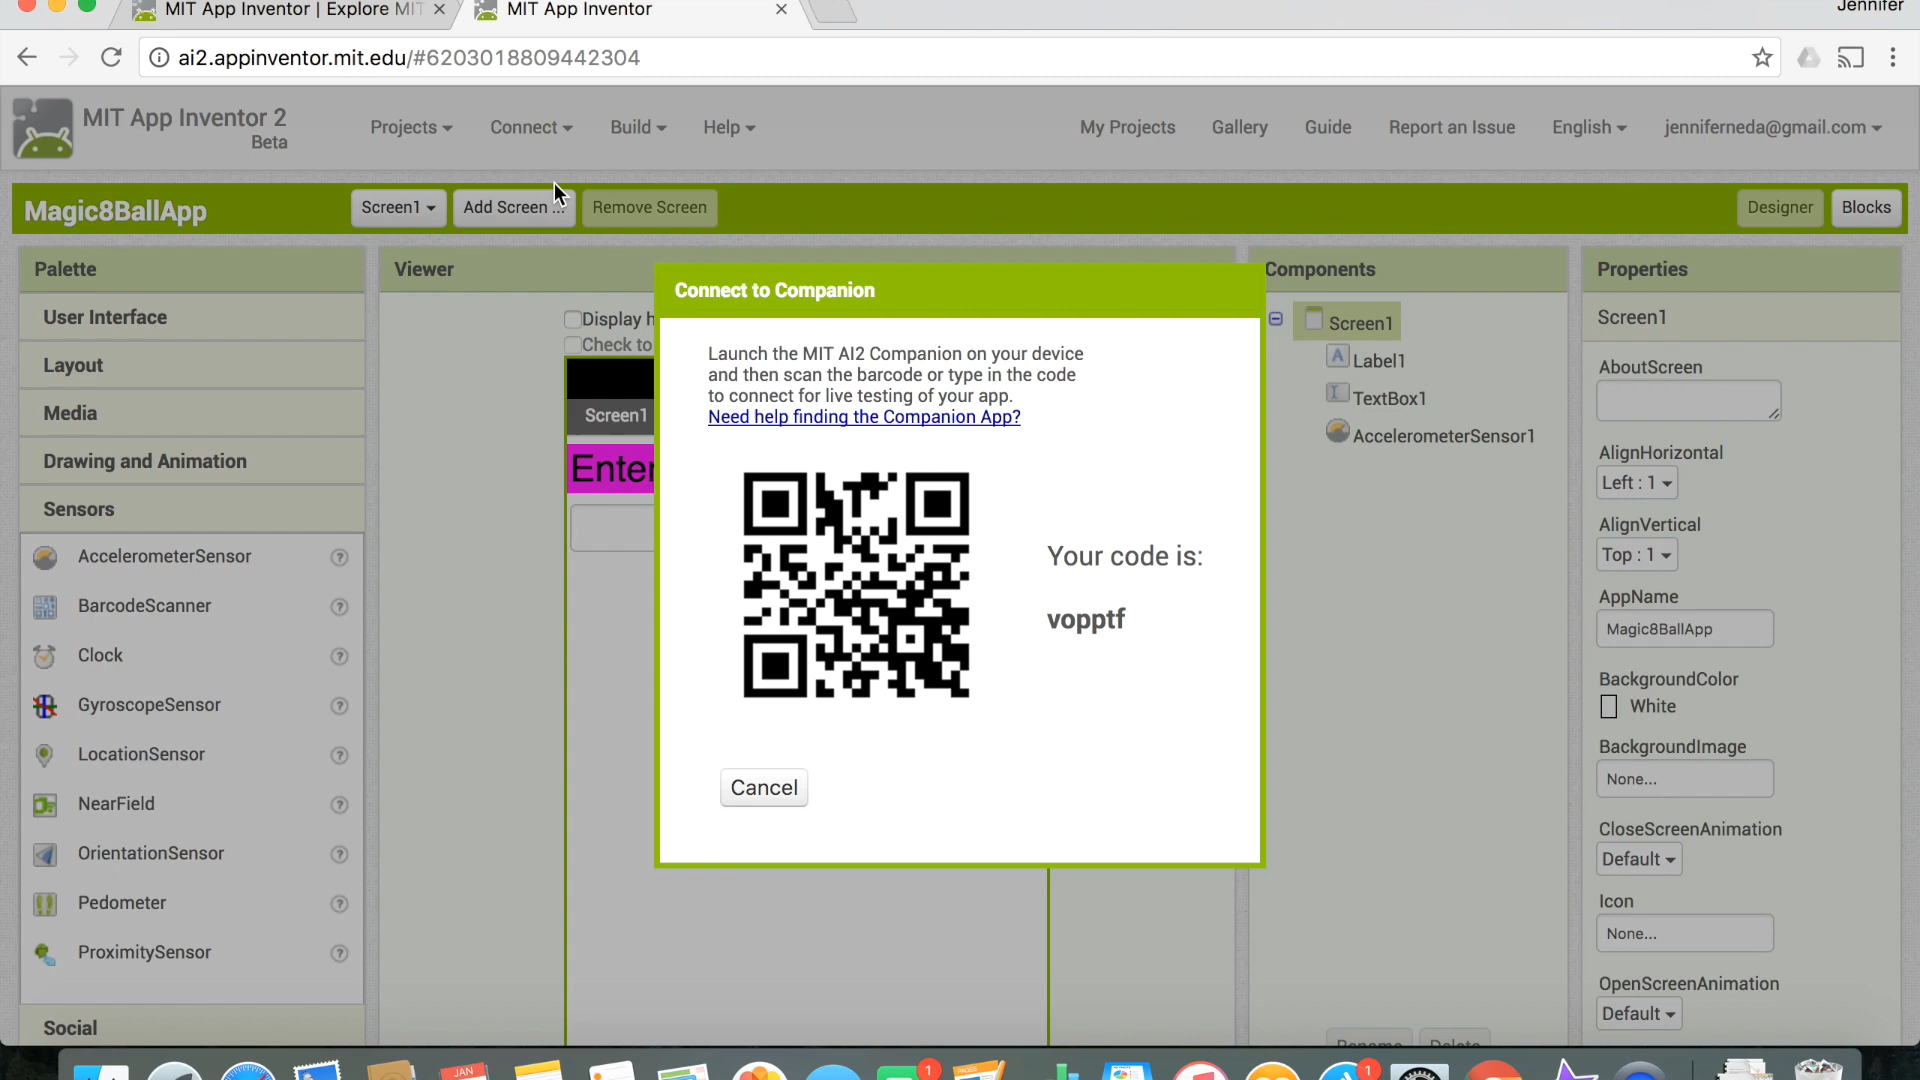 MIT App Inventor | Explore MIT
MIT App Inventor
Jennifer
ai2.appinventor.mit.edu/#6203018809442304
MIT App Inventor 2
Beta
Projects
Connect
Build
Help
My Projects
Gallery
Guide
Report an Issue
English
jenniferneda@gmail.com
Magic8BallApp
Screen1
Add Screen ...
Remove Screen
Designer
Blocks
Palette
User Interface
Layout
Media
Drawing and Animation
Sensors
AccelerometerSensor
BarcodeScanner
Clock
GyroscopeSensor
LocationSensor
NearField
OrientationSensor
Pedometer
ProximitySensor
Social
Viewer
Display h
Check to
Screen1
Enter
Connect to Companion
Launch the MIT AI2 Companion on your device
and then scan the barcode or type in the code
to connect for live testing of your app.
Need help finding the Companion App?
Your code is:
vopptf
Cancel
Components
Screen1
Label1
TextBox1
AccelerometerSensor1
Rename
Delete
Properties
Screen1
AboutScreen
AlignHorizontal
Left : 1
AlignVertical
Top : 1
AppName
Magic8BallApp
BackgroundColor
White
BackgroundImage
None...
CloseScreenAnimation
Default
Icon
None...
OpenScreenAnimation
Default
JAN
1
PAGES
1